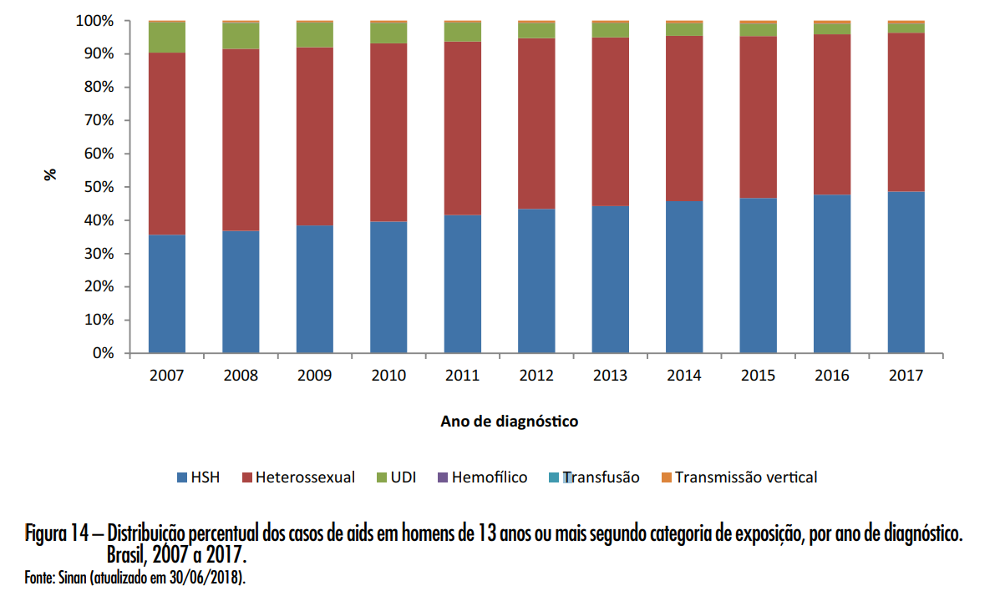 100%
90%
80%
70%
60%
50%
40%
30%
20%
10%
0%
%
2007 2008 2009 2010 2011 2012 2013 2014 2015 2016 2017
Ano de diagnóstico
HSH Heterossexual UDI Hemofílico Transfusão Transmissão vertical
Figura 14 – Distribuição percentual dos casos de aids em homens de 13 anos ou mais segundo categoria de exposição, por ano de diagnóstico.
Brasil, 2007 a 2017.
Fonte: Sinan (atualizado em 30/06/2018).